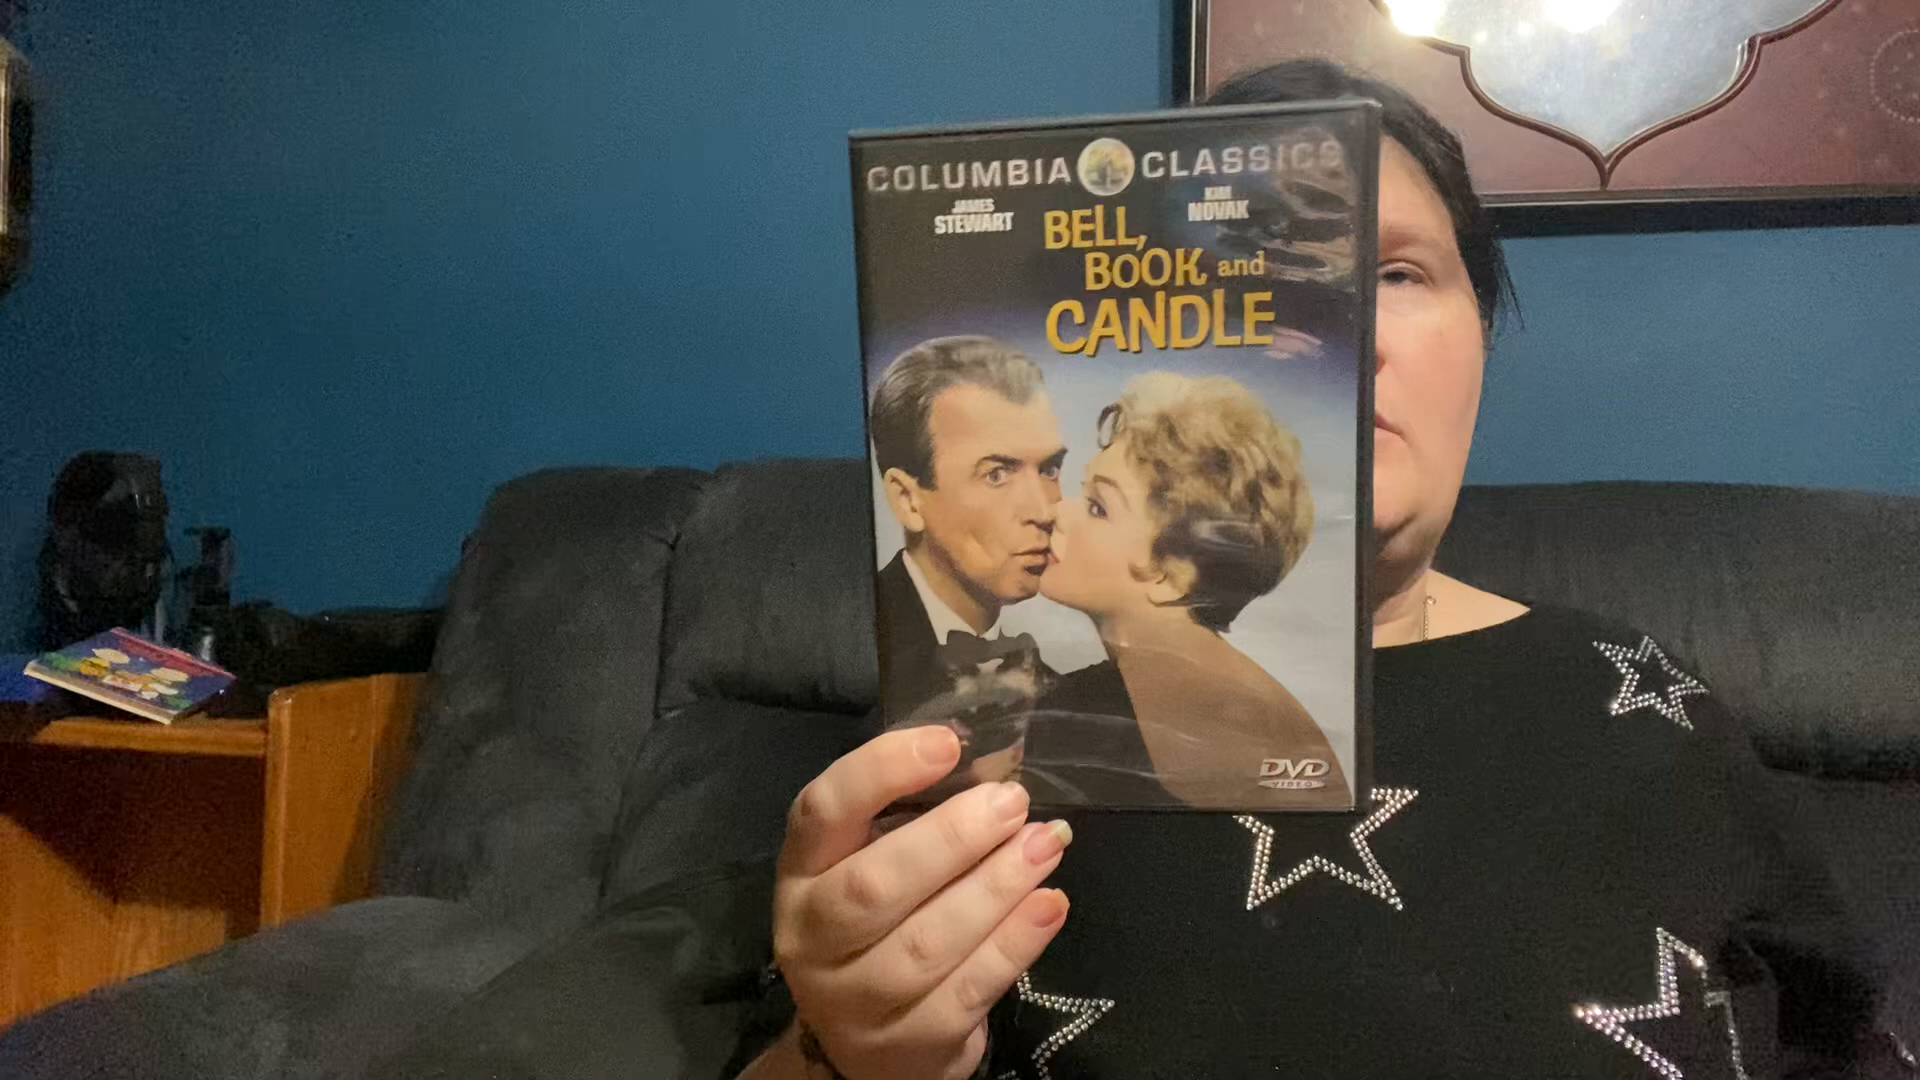 COLUMBIA CLASSICS
JAMES
STEWART
KIM
NOVAK
BELL,
BOOK and
CANDLE
DVD
VIDEO